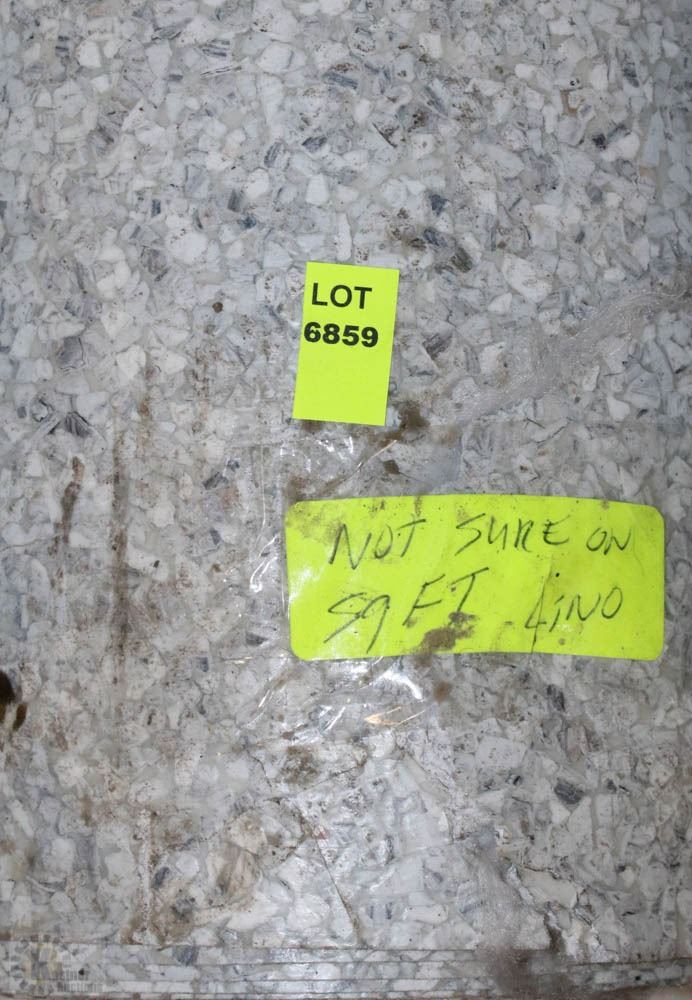 LOT
6859
NOT SURE ON
SQ FT LINO